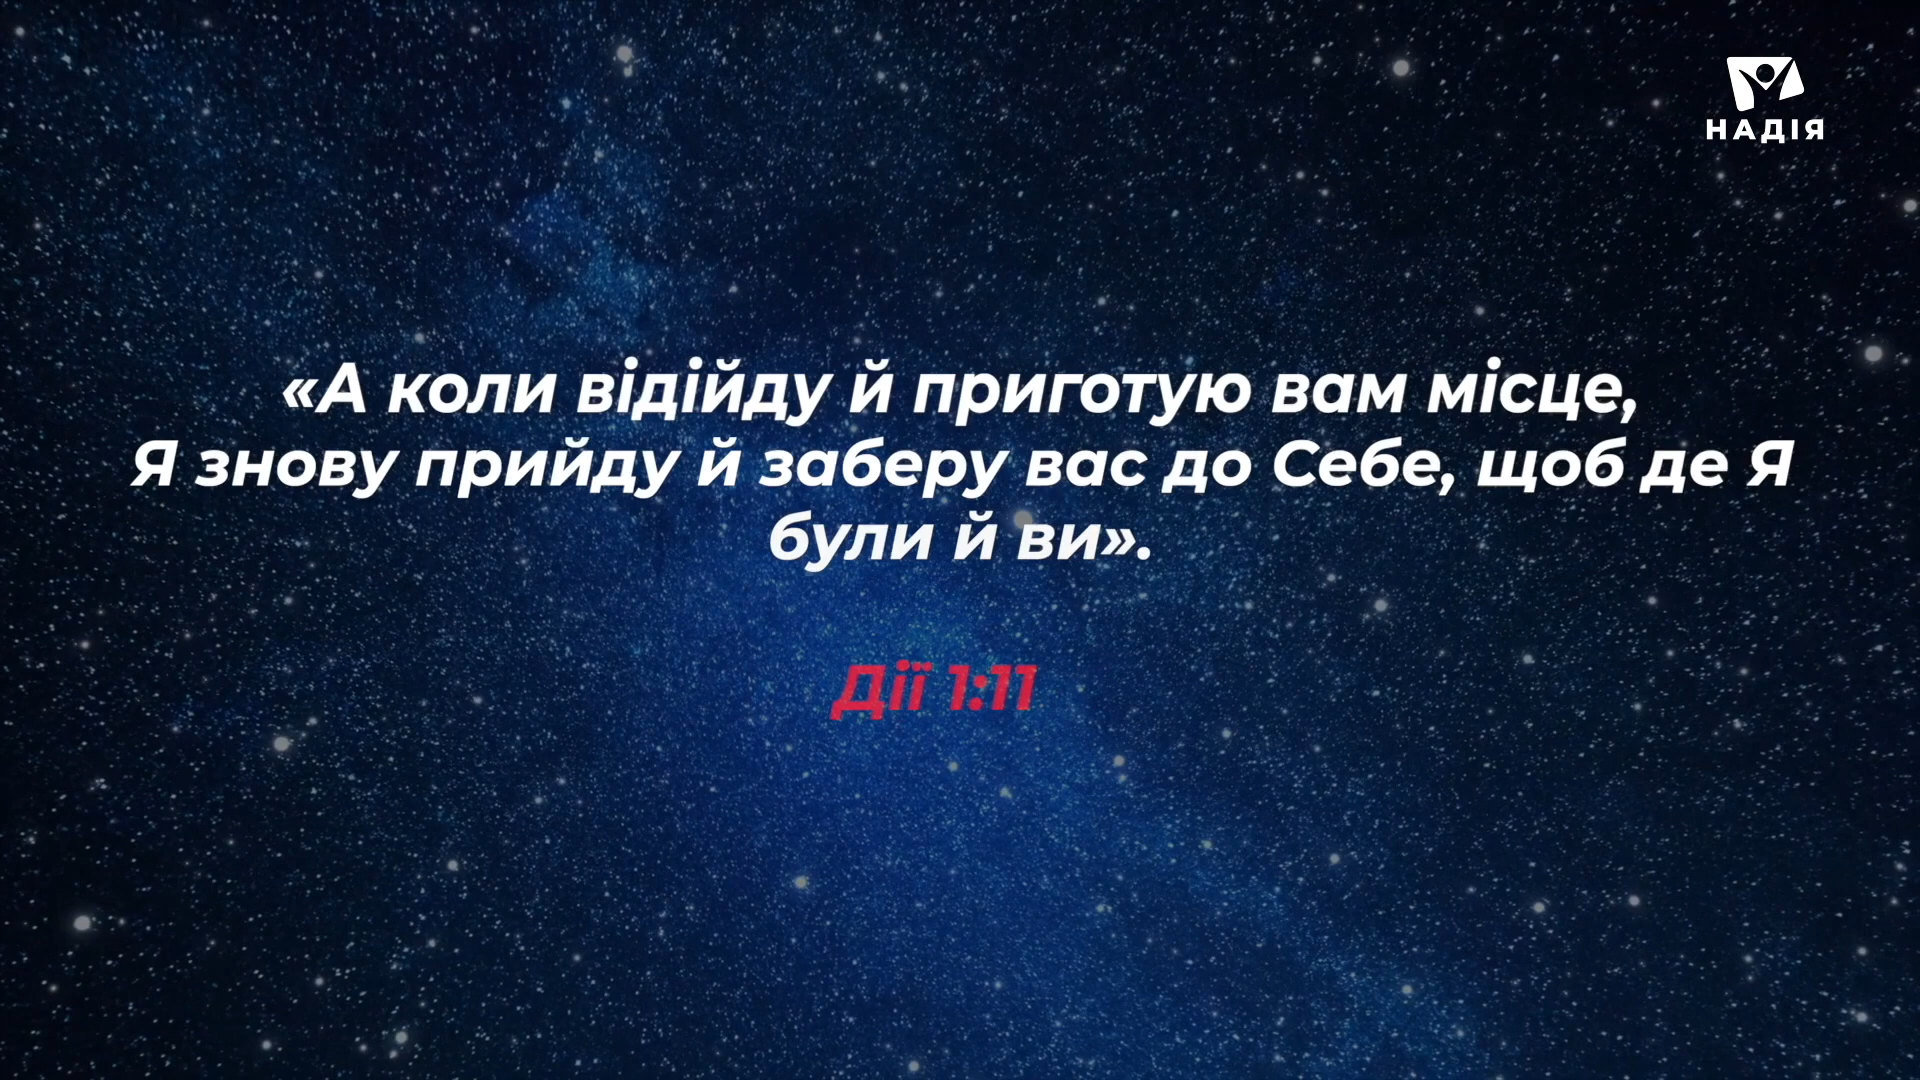 НАДІЯ
«А коли відійду й приготую вам місце,
Я знову прийду й заберу вас до Себе, щоб де Я
були й ви».
Дії 1:11